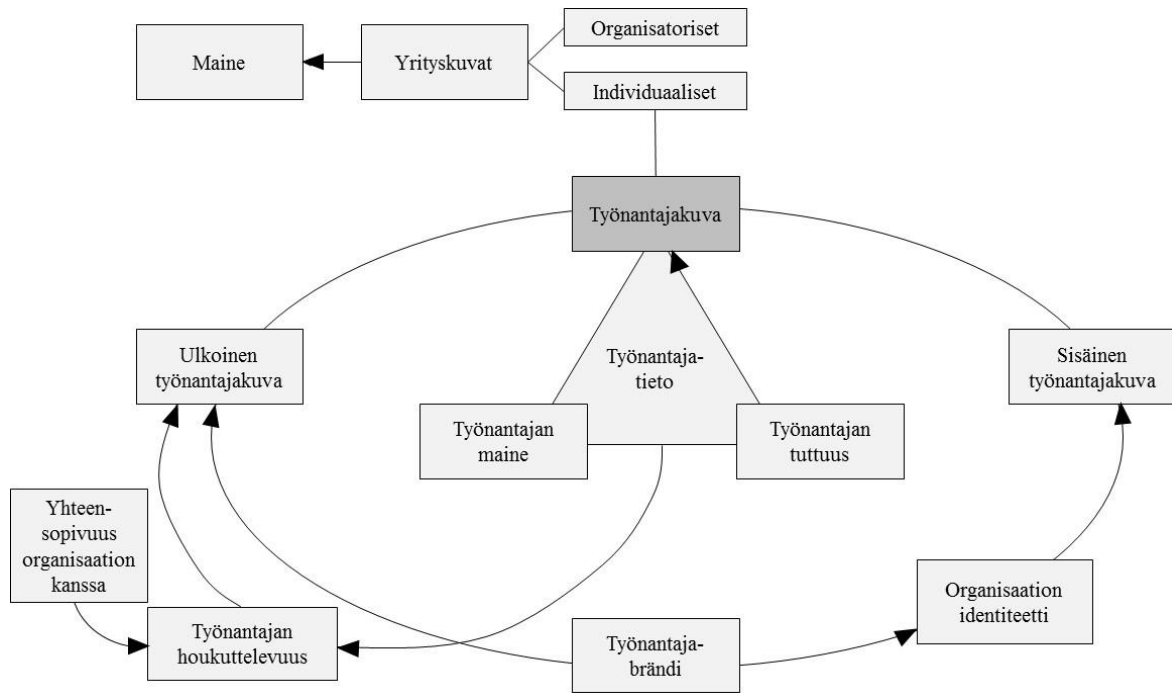 Organisatoriset
Maine
Yrityskuvat
Individuaaliset
Työnantajakuva
Ulkoinen
työnantajakuva
Työnantaja-
tieto
Sisäinen
työnantajakuva
Työnantajan
maine
Työnantajan
tuttuus
Yhteen-
sopivuus
organisaation
kanssa
Organisaation
identiteetti
Työnantajan
houkuttelevuus
Työnantaja-
brändi